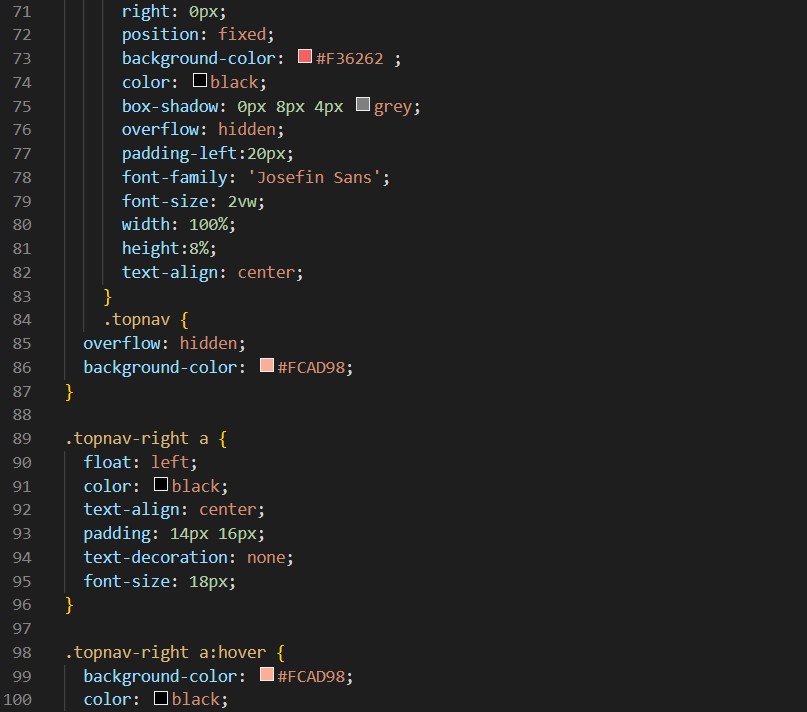 71 right: 0px;
72 position: fixed;
73 background-color: #F36262 ;
74 color: black;
75 box-shadow: 0px 8px 4px grey;
76 overflow: hidden;
77 padding-left:20px;
78 font-family: 'Josefin Sans';
79 font-size: 2vw;
80 width: 100%;
81 height:8%;
82 text-align: center;
83 }
84 .topnav {
85 overflow: hidden;
86 background-color: #FCAD98;
87 }
88
89 .topnav-right a {
90 float: left;
91 color: black;
92 text-align: center;
93 padding: 14px 16px;
94 text-decoration: none;
95 font-size: 18px;
96 }
97
98 .topnav-right a:hover {
99 background-color: #FCAD98;
100 color: black;